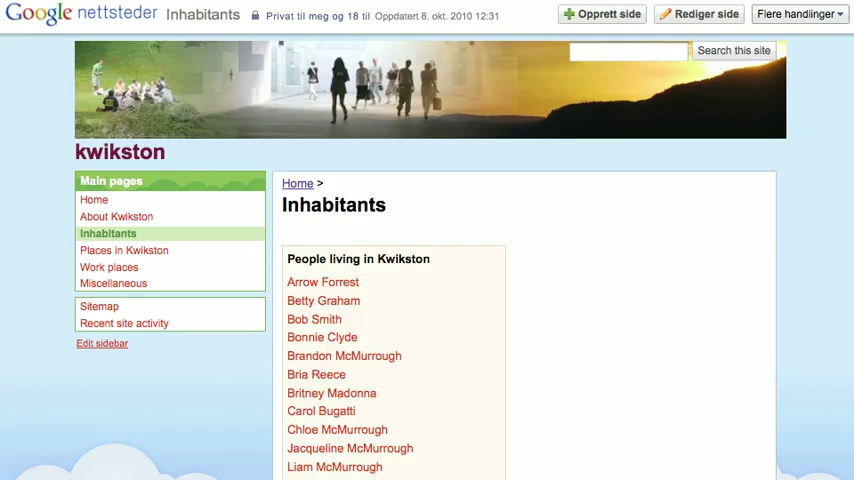 Google nettsteder Inhabitants Privat til meg og 18 til Oppdatert 8. okt. 2010 12:31 Opprett side Rediger side Flere handlinger
Search this site
kwikston
Main pages
Home
About Kwikston
Inhabitants
Places in Kwikston
Work places
Miscellaneous
Sitemap
Recent site activity
Edit sidebar
Home >
Inhabitants
People living in Kwikston
Arrow Forrest
Betty Graham
Bob Smith
Bonnie Clyde
Brandon McMurrough
Bria Reece
Britney Madonna
Carol Bugatti
Chloe McMurrough
Jacqueline McMurrough
Liam McMurrough